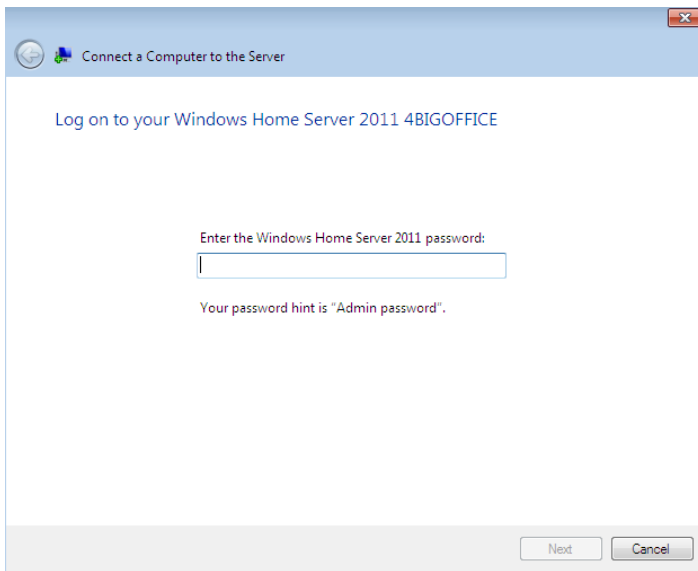 Connect a Computer to the Server
Log on to your Windows Home Server 2011 4BIGOFFICE
Enter the Windows Home Server 2011 password:
Your password hint is "Admin password".
Next
Cancel